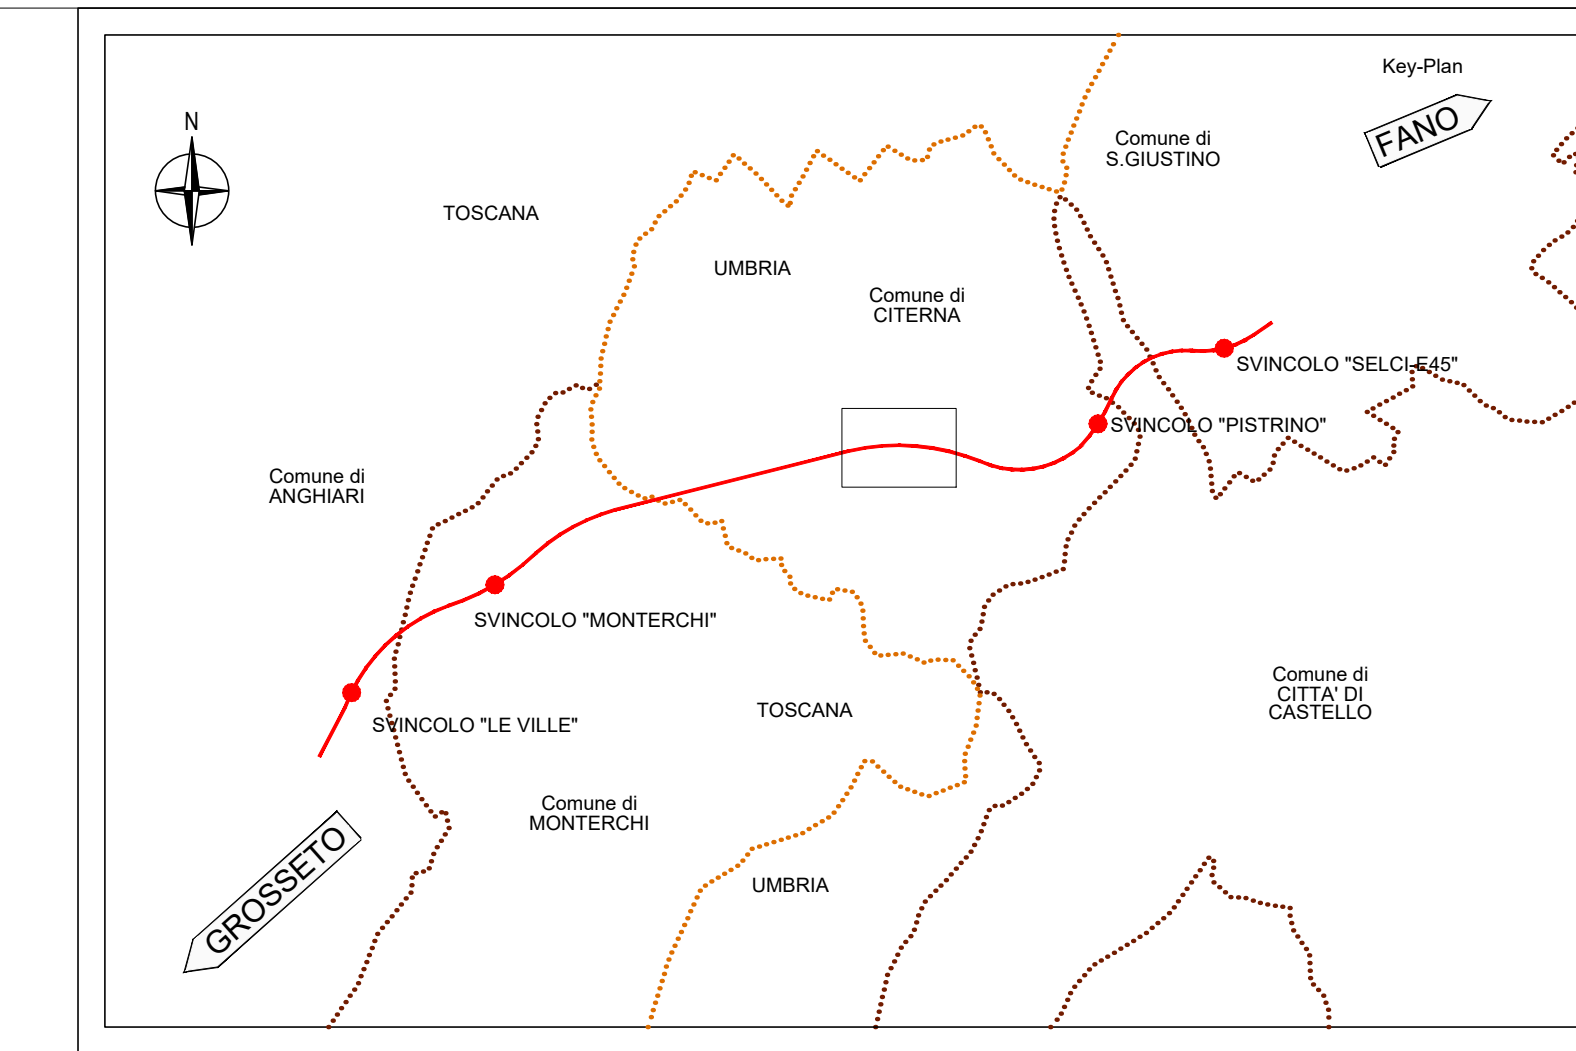 Key-Plan
FANO
N
Comune di
S.GIUSTINO
TOSCANA
UMBRIA
Comune di
CITERNA
SVINCOLO "SELCI-E45"
SVINCOLO "PISTRINO"
Comune di
ANGHIARI
SVINCOLO "MONTERCHI"
Comune di
CITTA' DI
CASTELLO
TOSCANA
SVINCOLO "LE VILLE"
Comune di
MONTERCHI
GROSSETO
UMBRIA